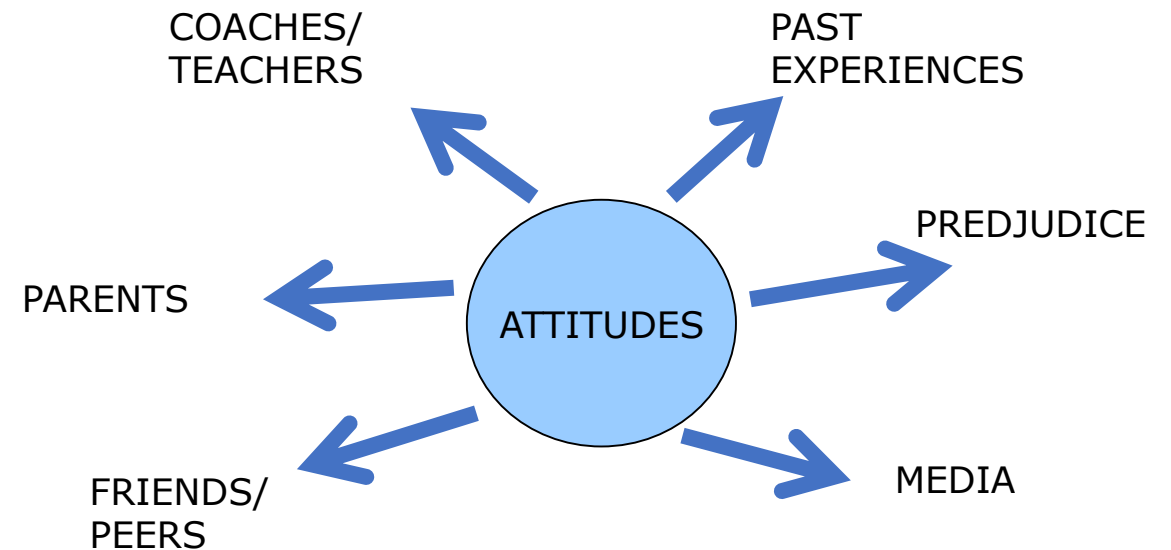 COACHES/
TEACHERS
PAST
EXPERIENCES
PREDJUDICE
PARENTS
ATTITUDES
MEDIA
FRIENDS/
PEERS